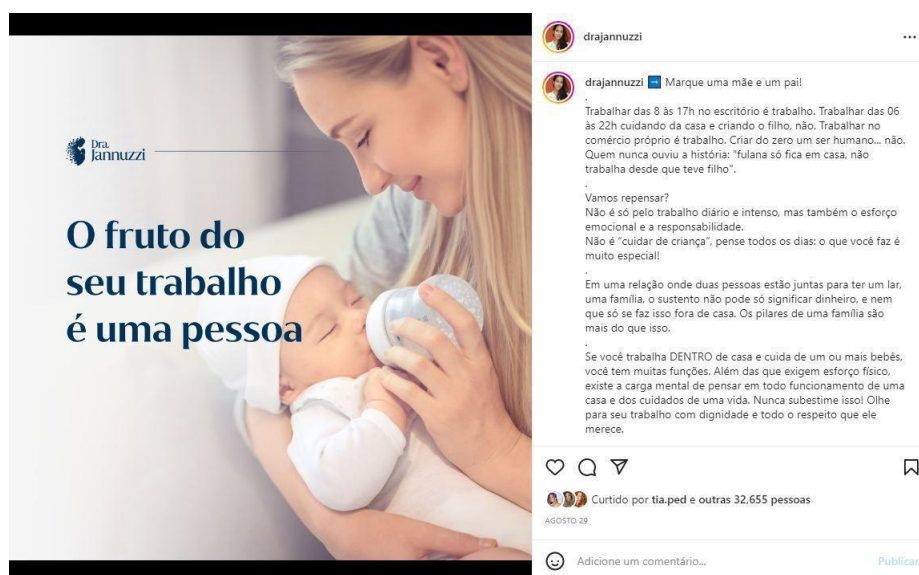 Dra.
Jannuzzi
O fruto do
seu trabalho
é uma pessoa
drajannuzzi
drajannuzzi ➡️ Marque uma mãe e um pai!
.
Trabalhar das 8 às 17h no escritório é trabalho. Trabalhar das 06
às 22h cuidando da casa e criando o filho, não. Trabalhar no
comércio próprio é trabalho. Criar do zero um ser humano... não.
Quem nunca ouviu a história: "fulana só fica em casa, não
trabalha desde que teve filho".
.
Vamos repensar?
Não é só pelo trabalho diário e intenso, mas também o esforço
emocional e a responsabilidade.
Não é "cuidar de criança", pense todos os dias: o que você faz é
muito especial!
.
Em uma relação onde duas pessoas estão juntas para ter um lar,
uma família, o sustento não pode só significar dinheiro, e nem
que só se faz isso fora de casa. Os pilares de uma família são
mais do que isso.
.
Se você trabalha DENTRO de casa e cuida de um ou mais bebês,
você tem muitas funções. Além das que exigem esforço físico,
existe a carga mental de pensar em todo funcionamento de uma
casa e dos cuidados de uma vida. Nunca subestime isso! Olhe
para seu trabalho com dignidade e todo o respeito que ele
merece.
Curtido por tia.ped e outras 32,655 pessoas
AGOSTO 29
Adicione um comentário... Publicar